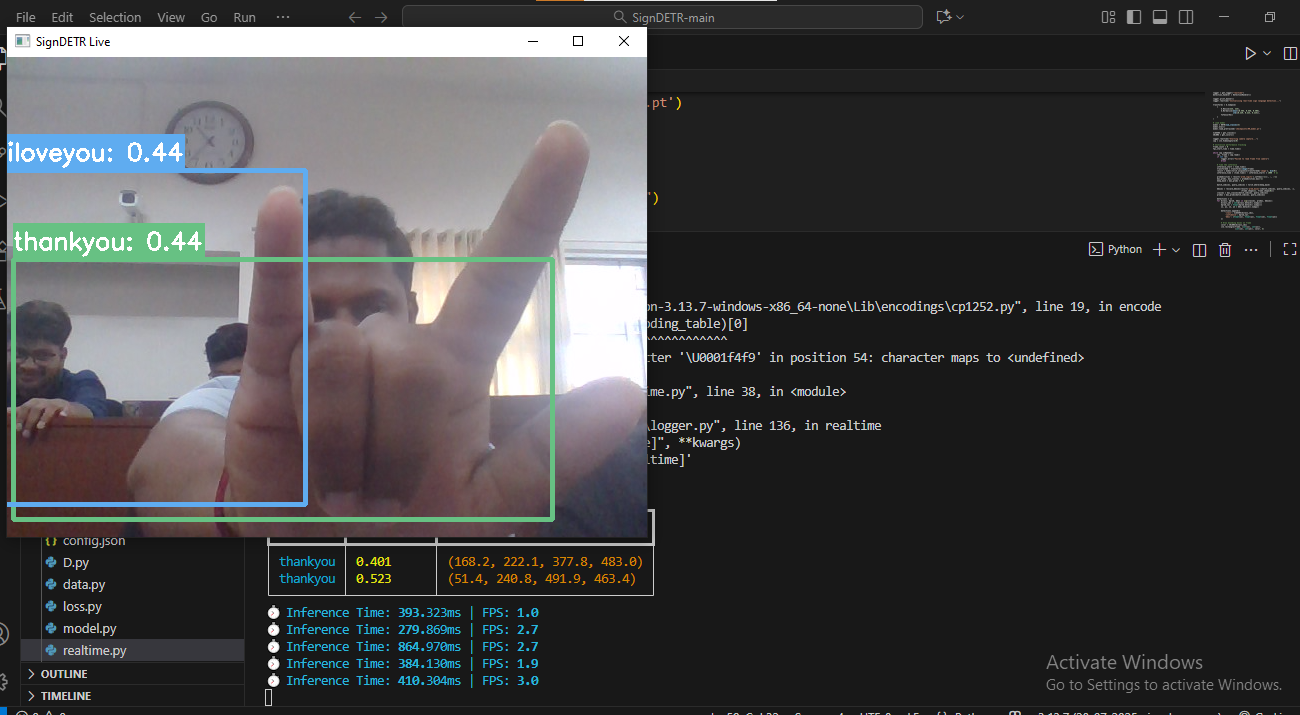 File Edit Selection View Go Run ···
SignDETR-main
SignDETR Live
.pt')
')
iloveyou: 0.44
thankyou: 0.44
Python
on-3.13.7-windows-x86_64-none\Lib\encodings\cp1252.py", line 19, in encode
oding_table)[0]
^^^^^^^^^^^^
cter '\U0001f4f9' in position 54: character maps to <undefined>
ime.py", line 38, in <module>
\logger.py", line 136, in realtime
e]", **kwargs)
ltime]'
config.json
D.py
data.py
loss.py
model.py
realtime.py
OUTLINE
TIMELINE
thankyou 0.401 (168.2, 222.1, 377.8, 483.0)
thankyou 0.523 (51.4, 240.8, 491.9, 463.4)
Inference Time: 393.323ms | FPS: 1.0
Inference Time: 279.869ms | FPS: 2.7
Inference Time: 864.970ms | FPS: 2.7
Inference Time: 384.130ms | FPS: 1.9
Inference Time: 410.304ms | FPS: 3.0
Activate Windows
Go to Settings to activate Windows.